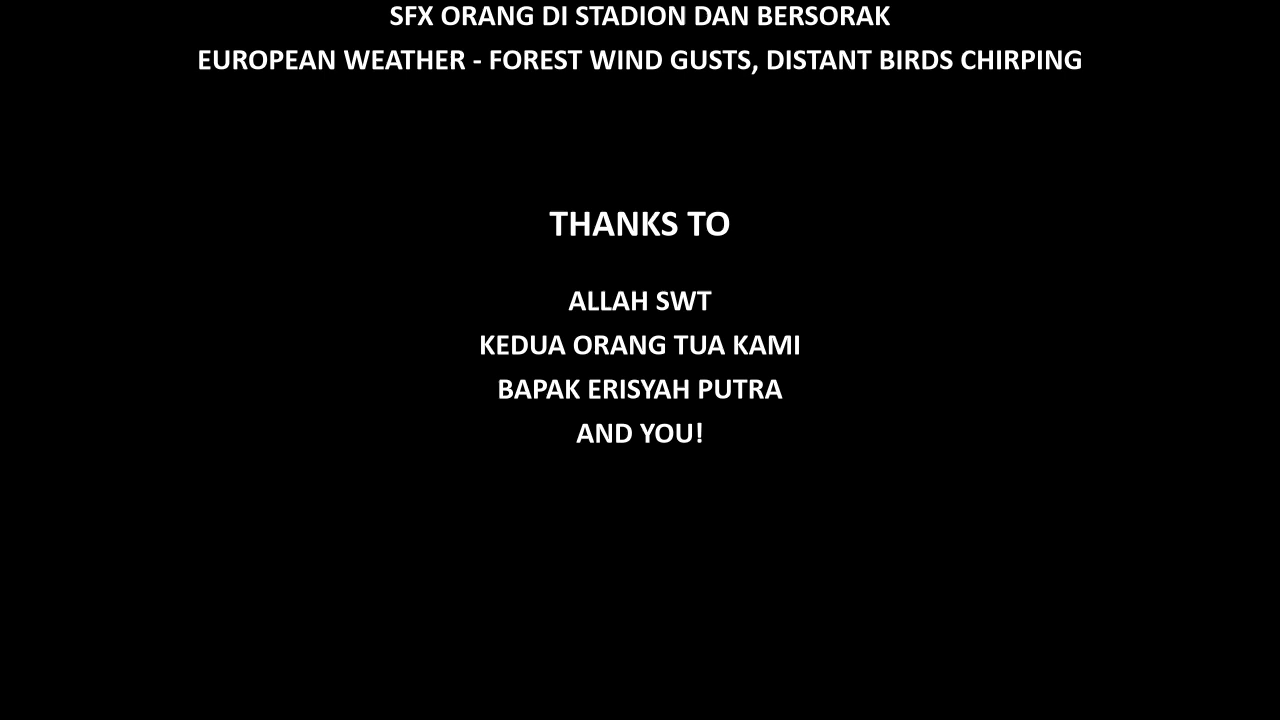 SFX ORANG DI STADION DAN BERSORAK
EUROPEAN WEATHER - FOREST WIND GUSTS, DISTANT BIRDS CHIRPING
THANKS TO
ALLAH SWT
KEDUA ORANG TUA KAMI
BAPAK ERISYAH PUTRA
AND YOU!